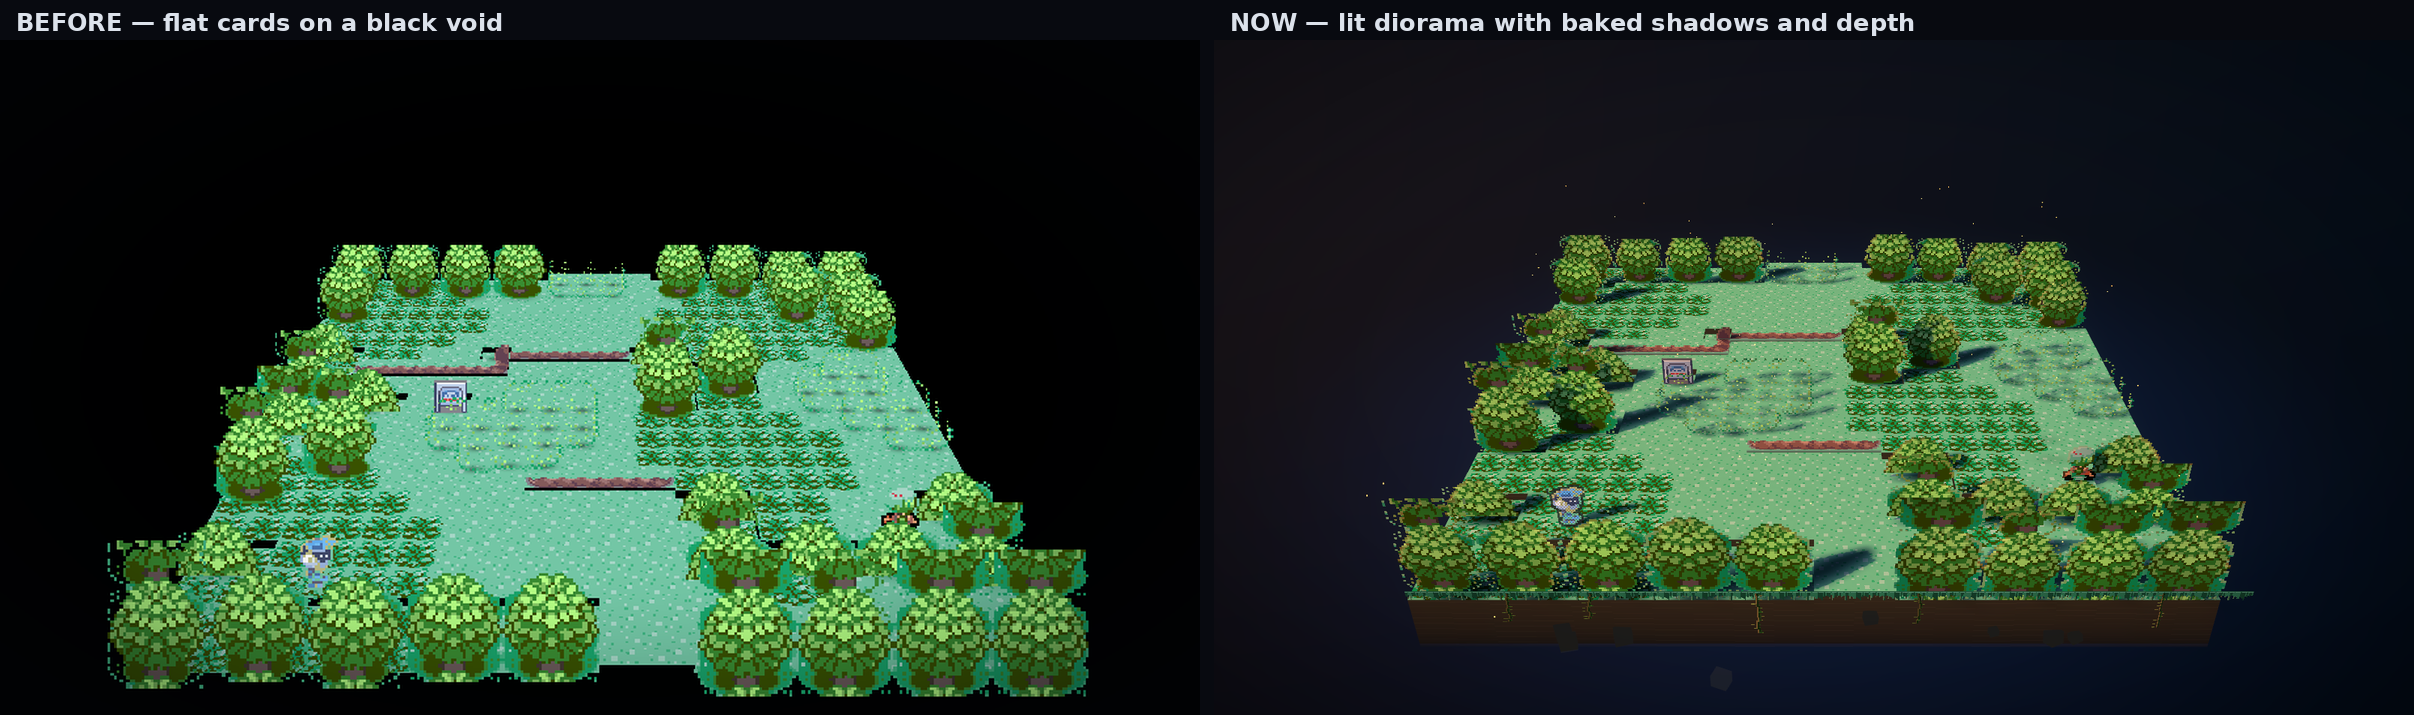 BEFORE — flat cards on a black void
NOW — lit diorama with baked shadows and depth